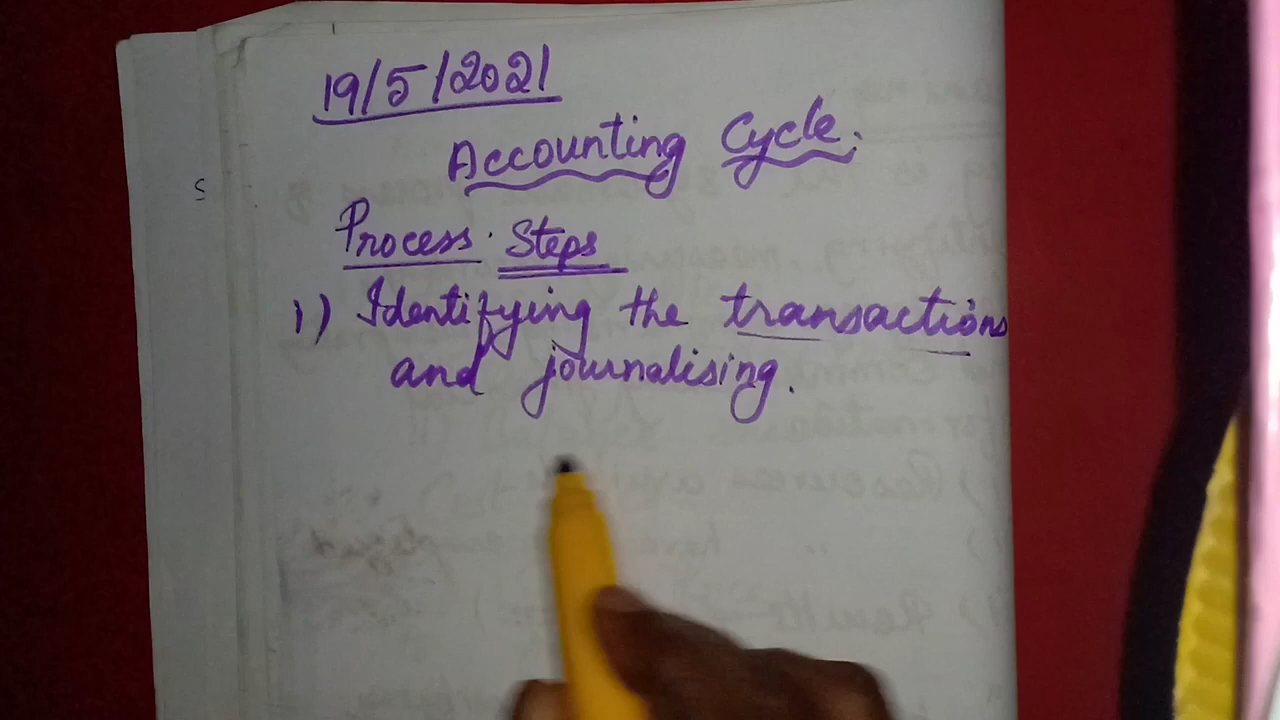 19/5/2021
Accounting Cycle.
Process. Steps
1) Identifying the transactions
and journalising.